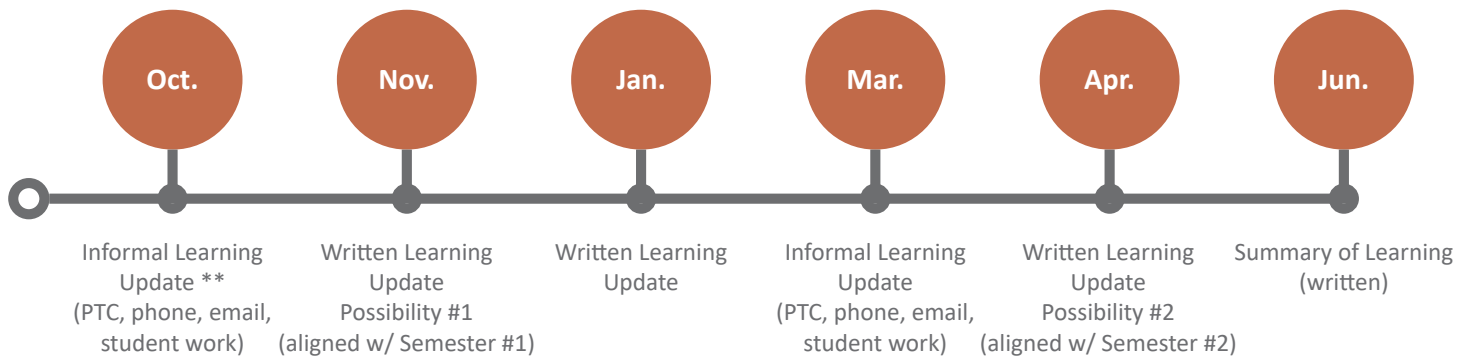 Oct.
Nov.
Jan.
Mar.
Apr.
Jun.
Informal Learning
Update **
(PTC, phone, email,
student work)
Written Learning
Update
Possibility #1
(aligned w/ Semester #1)
Written Learning
Update
Informal Learning
Update
(PTC, phone, email,
student work)
Written Learning
Update
Possibility #2
(aligned w/ Semester #2)
Summary of Learning
(written)